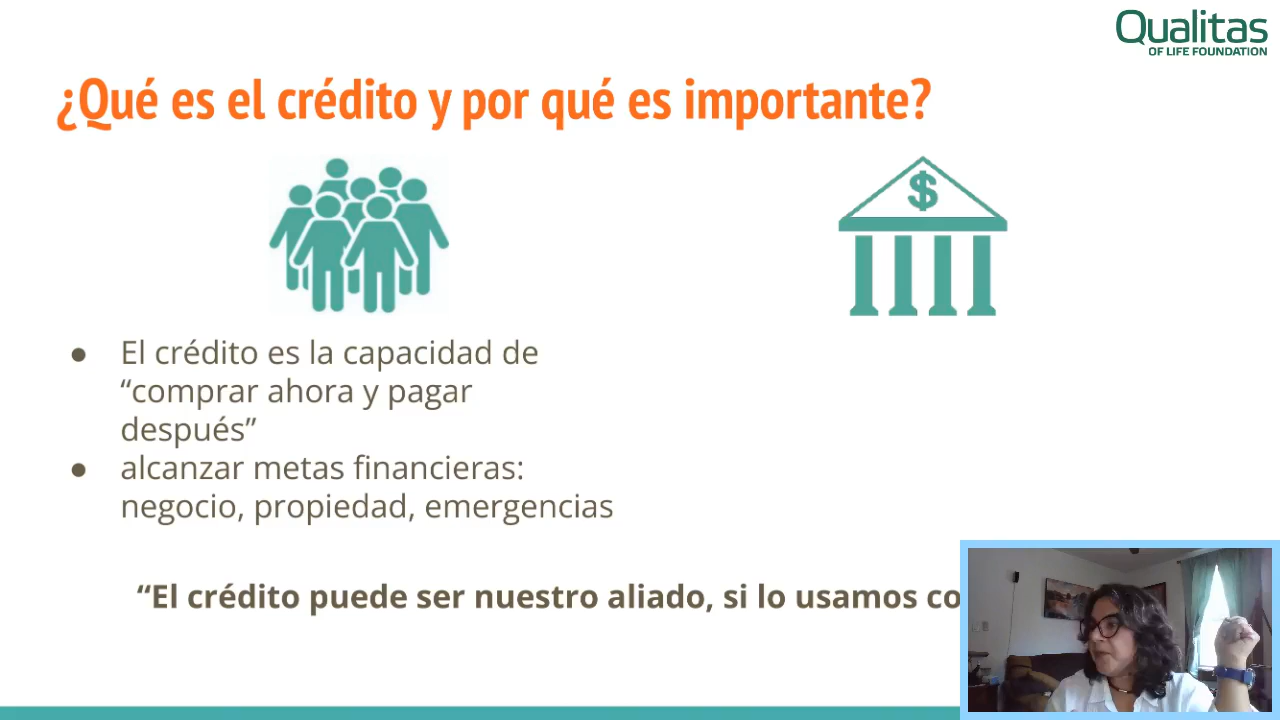 Qualitas
OF LIFE FOUNDATION
¿Qué es el crédito y por qué es importante?
$
● El crédito es la capacidad de
“comprar ahora y pagar
después”
● alcanzar metas financieras:
negocio, propiedad, emergencias
“El crédito puede ser nuestro aliado, si lo usamos co